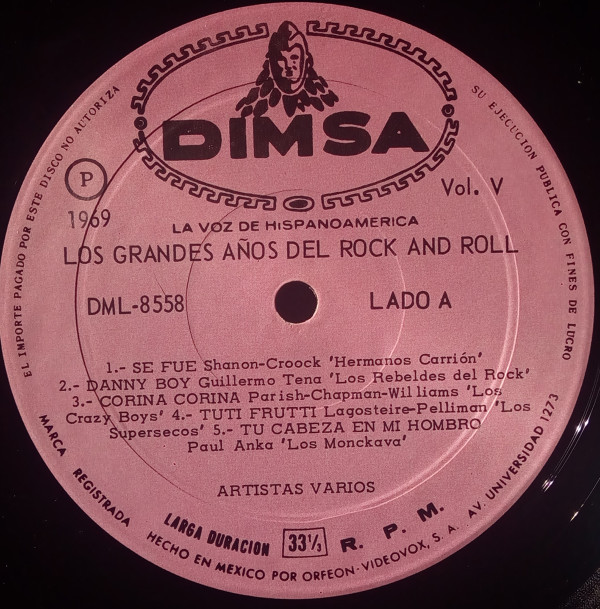 DIMSA
Vol. V
P
1969
LA VOZ DE HISPANOAMERICA
LOS GRANDES AÑOS DEL ROCK AND ROLL
DML-8558
LADO A
1.- SE FUE Shanon-Croock 'Hermanos Carrión'
2.- DANNY BOY Guillermo Tena 'Los Rebeldes del Rock'
3.- CORINA CORINA Parish-Chapman-Williams 'Los
Crazy Boys' 4.- TUTI FRUTTI Lagosteire-Pelliman 'Los
Supersecos' 5.- TU CABEZA EN MI HOMBRO
Paul Anka 'Los Monckava'
ARTISTAS VARIOS
LARGA DURACION 33 1/3 R. P. M.
EL IMPORTE PAGADO POR ESTE DISCO NO AUTORIZA
SU EJECUCION PUBLICA CON FINES DE LUCRO
MARCA REGISTRADA HECHO EN MEXICO POR ORFEON-VIDEOVOX, S. A. AV. UNIVERSIDAD 1273